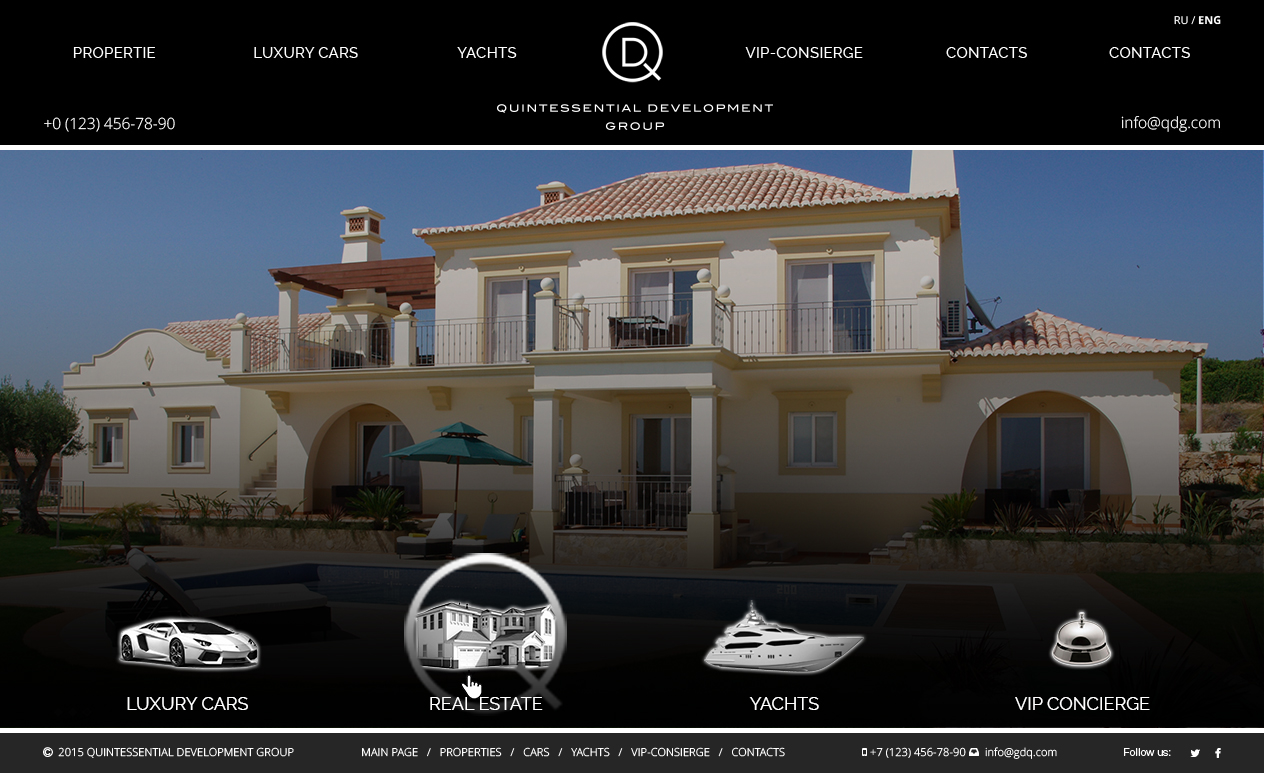 RU / ENG
PROPERTIE LUXURY CARS YACHTS VIP-CONSIERGE CONTACTS CONTACTS
QUINTESSENTIAL DEVELOPMENT
GROUP
+0 (123) 456-78-90
info@qdg.com
LUXURY CARS REAL ESTATE YACHTS VIP CONCIERGE
© 2015 QUINTESSENTIAL DEVELOPMENT GROUP MAIN PAGE / PROPERTIES / CARS / YACHTS / VIP-CONSIERGE / CONTACTS +7 (123) 456-78-90 info@gdq.com Follow us: